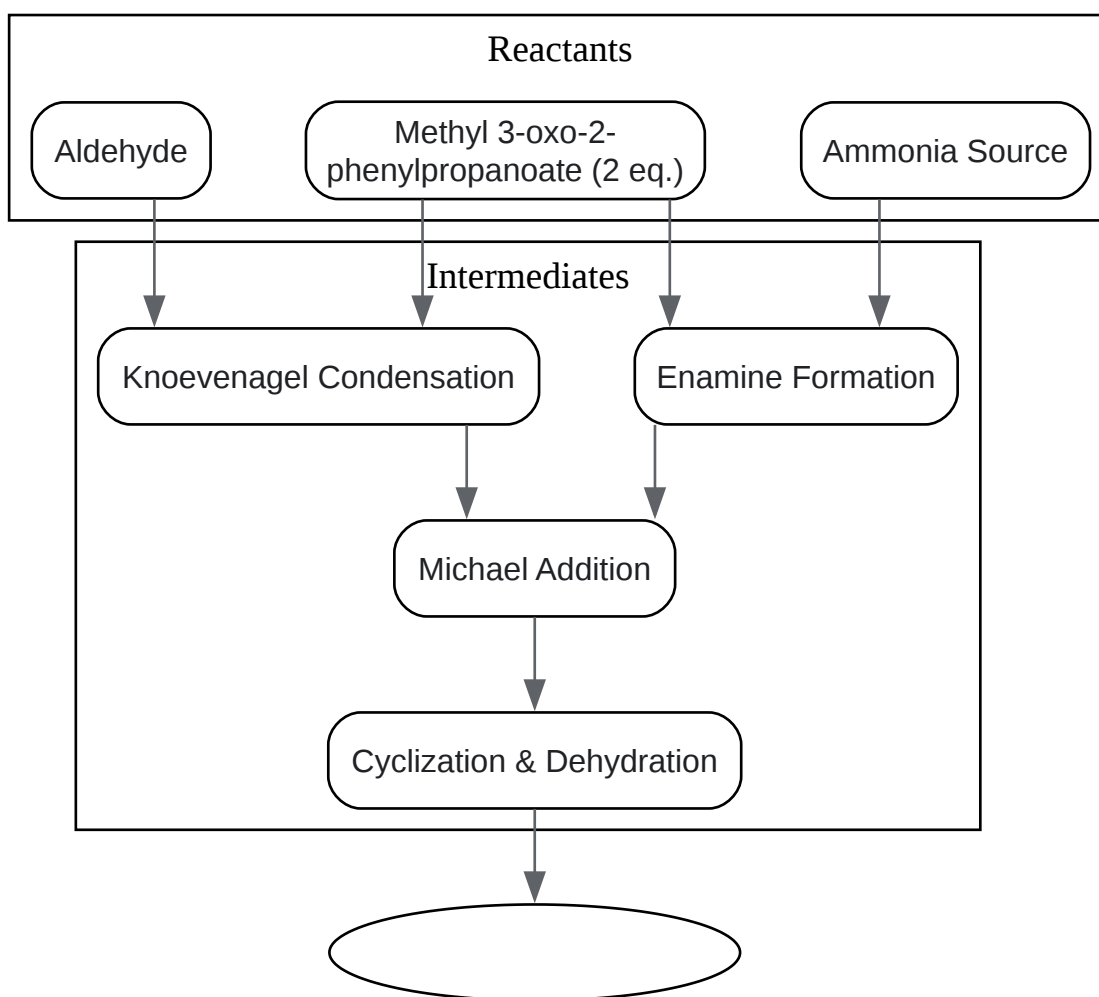 Reactants
Aldehyde
Methyl 3-oxo-2-
phenylpropanoate (2 eq.)
Ammonia Source
Intermediates
Knoevenagel Condensation
Enamine Formation
Michael Addition
Cyclization & Dehydration